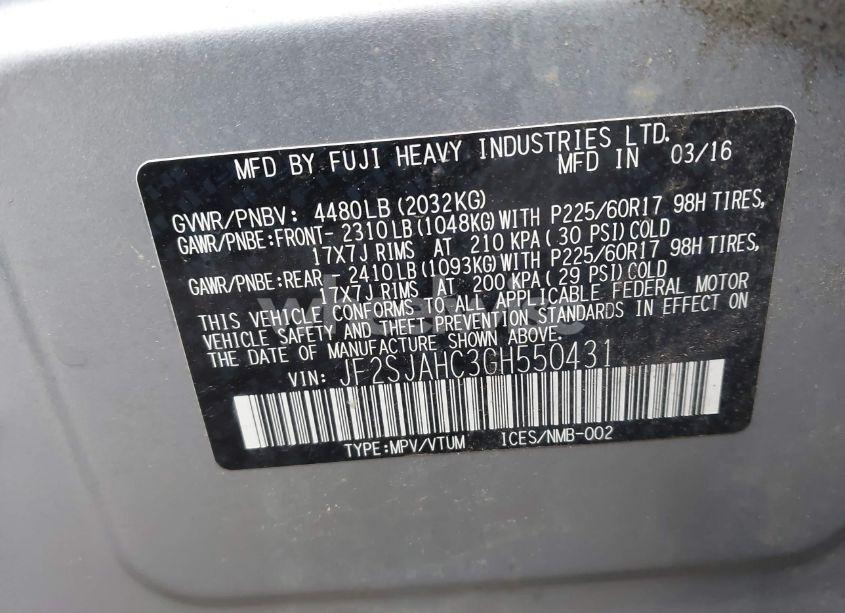 MFD BY FUJI HEAVY INDUSTRIES LTD.
MFD IN 03/16
GVWR/PNBV: 4480LB(2032KG)
GAWR/PNBE:FRONT- 2310LB(1048KG)WITH P225/60R17 98H TIRES,
17X7J RIMS AT 210 KPA( 30 PSI)COLD
GAWR/PNBE:REAR - 2410LB(1093KG)WITH P225/60R17 98H TIRES,
17X7J RIMS AT 200 KPA( 29 PSI)COLD
THIS VEHICLE CONFORMS TO ALL APPLICABLE FEDERAL MOTOR
VEHICLE SAFETY AND THEFT PREVENTION STANDARDS IN EFFECT ON
THE DATE OF MANUFACTURE SHOWN ABOVE.
VIN: JF2SJAHC3GH550431
TYPE:MPV/VTUM ICES/NMB-002